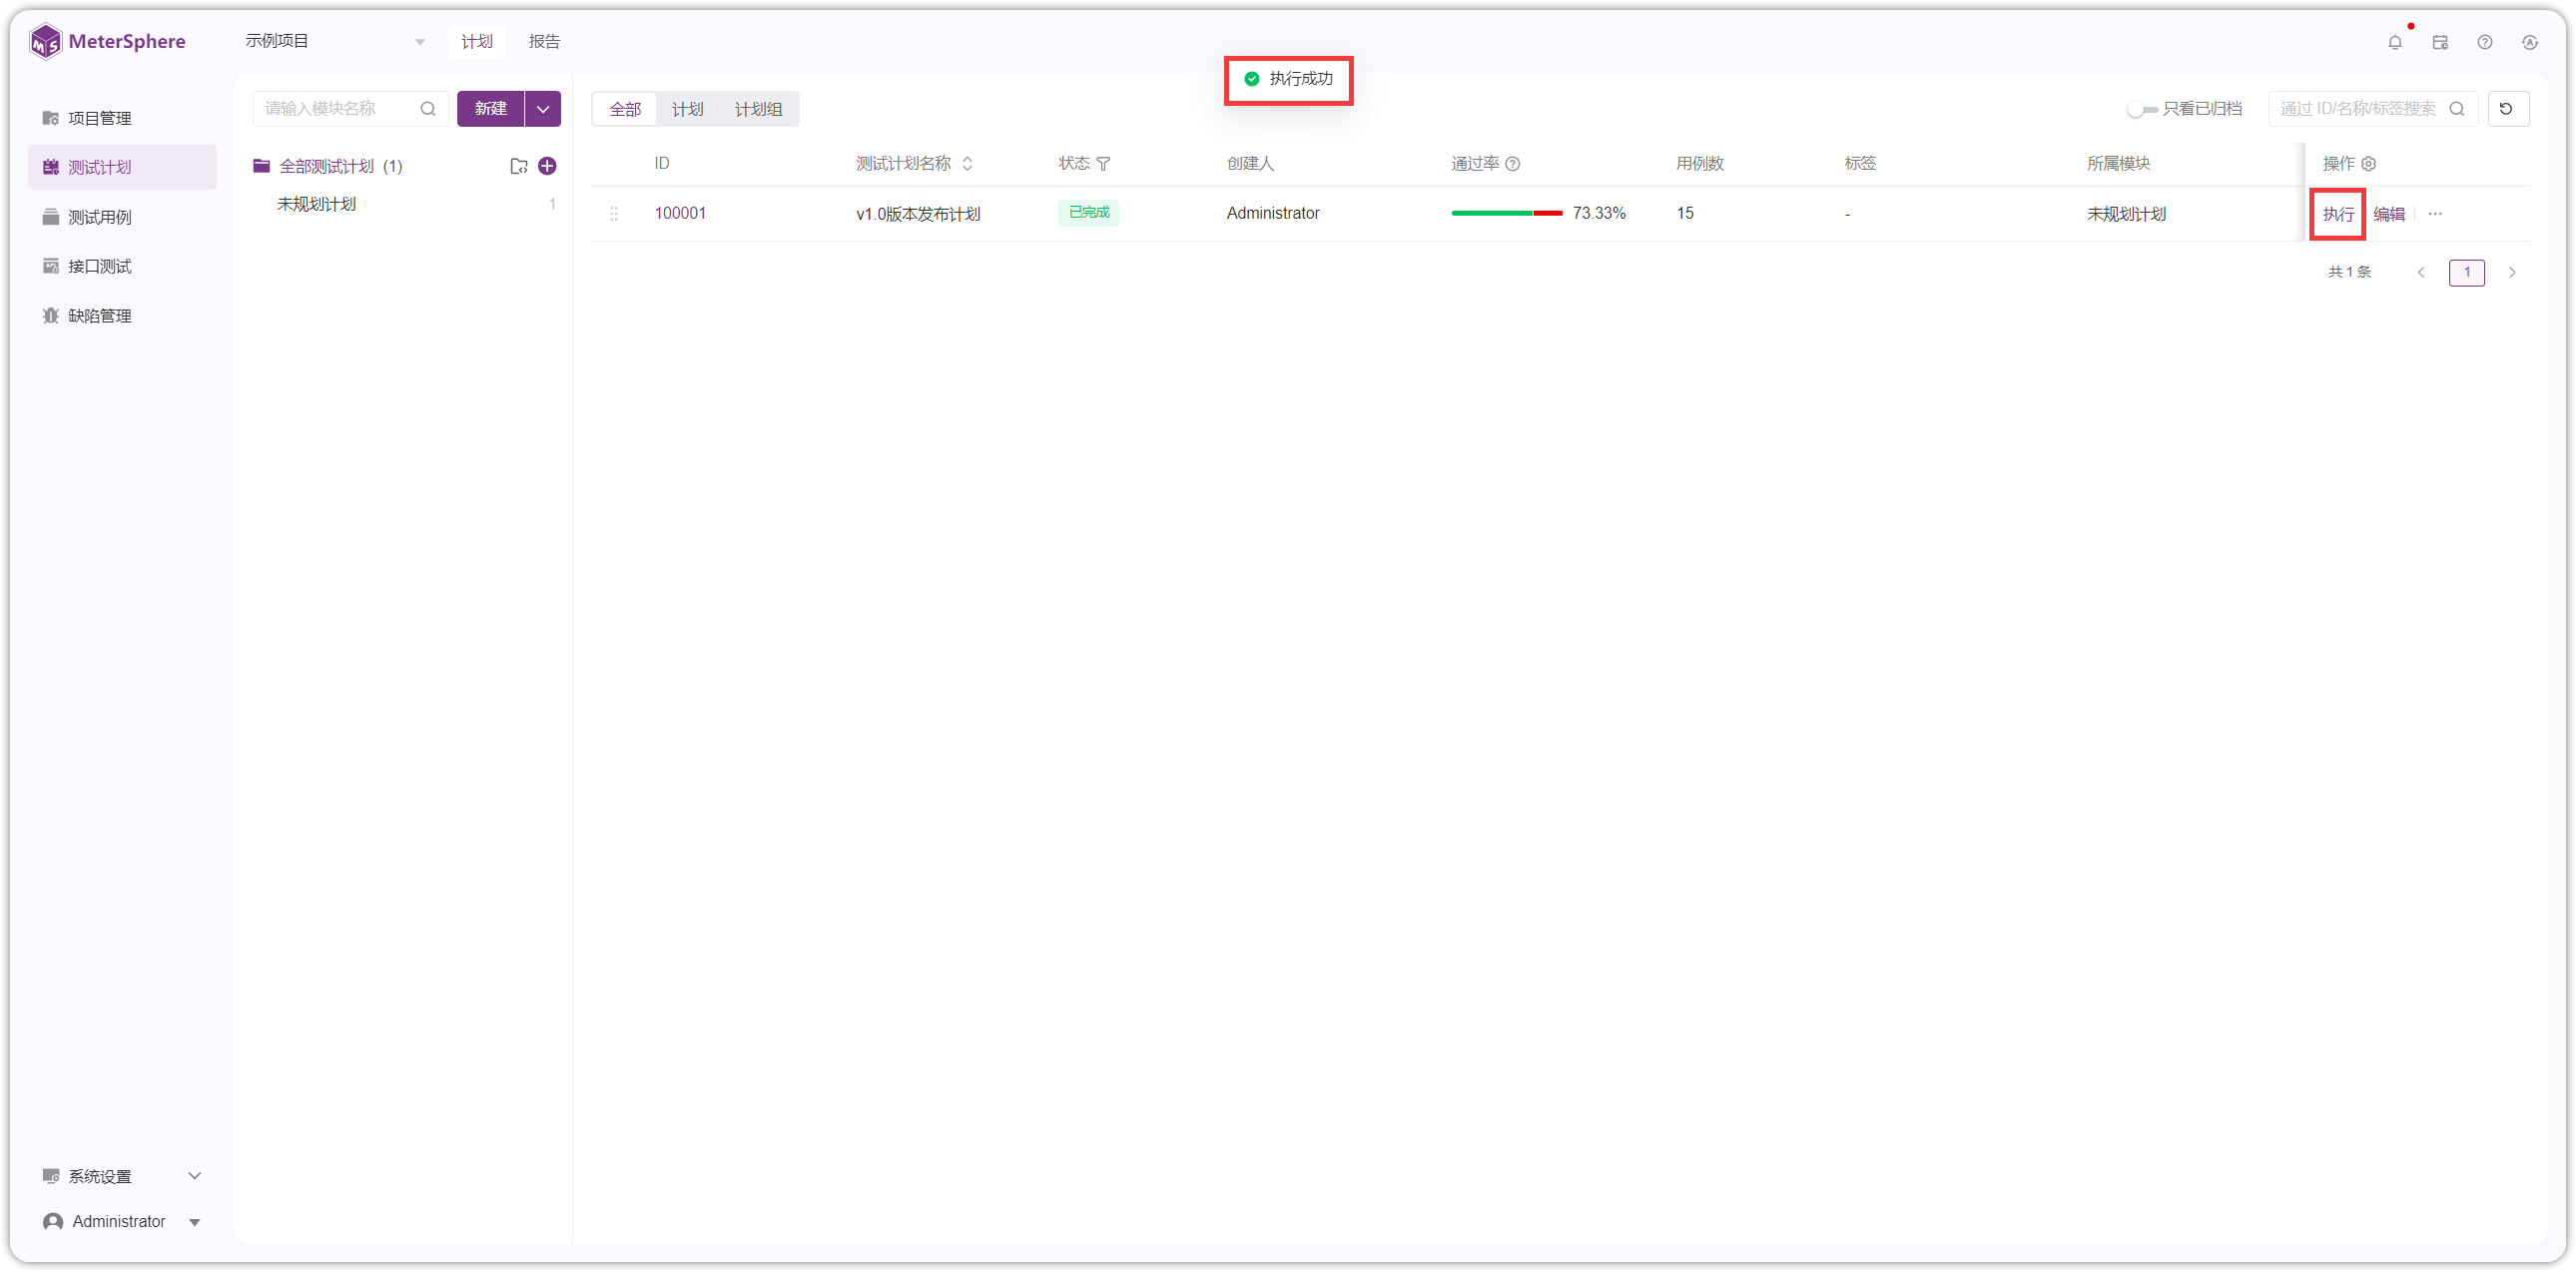 MeterSphere
示例项目
计划
报告
执行成功
项目管理
测试计划
测试用例
接口测试
缺陷管理
系统设置
Administrator
请输入模块名称
新建
全部测试计划 (1)
未规划计划 1
全部 计划 计划组
只看已归档
通过 ID/名称/标签搜索
ID 测试计划名称 状态 创建人 通过率 用例数 标签 所属模块 操作
100001 v1.0版本发布计划 已完成 Administrator 73.33% 15 - 未规划计划 执行 编辑 ···
共 1 条 1